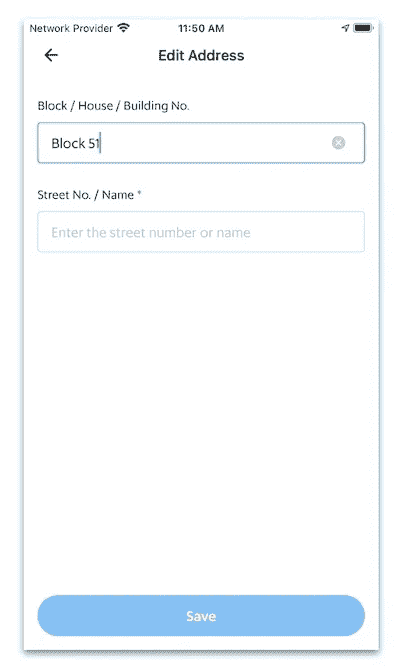 Network Provider 11:50 AM
Edit Address
Block / House / Building No.
Block 51
Street No. / Name *
Enter the street number or name
Save